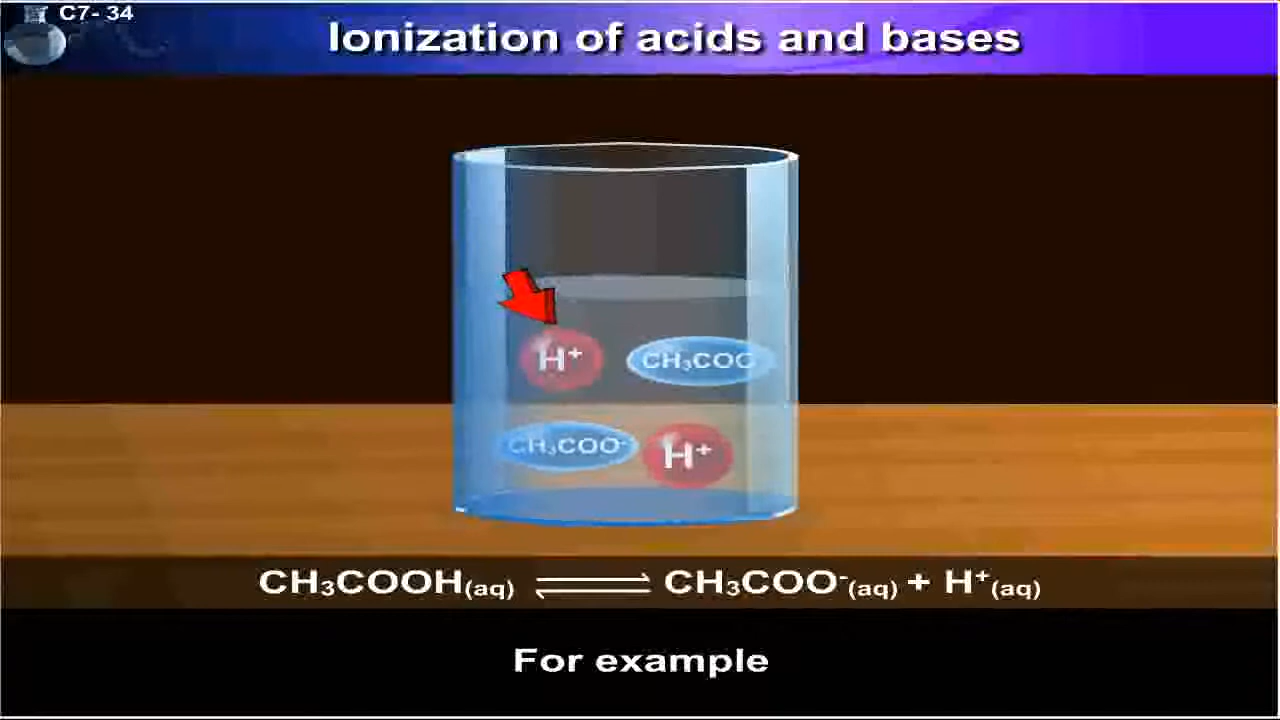 C7- 34
Ionization of acids and bases
H⁺
CH₃COO
CH₃COO⁻
H⁺
CH₃COOH(aq) ⇌ CH₃COO⁻(aq) + H⁺(aq)
For example